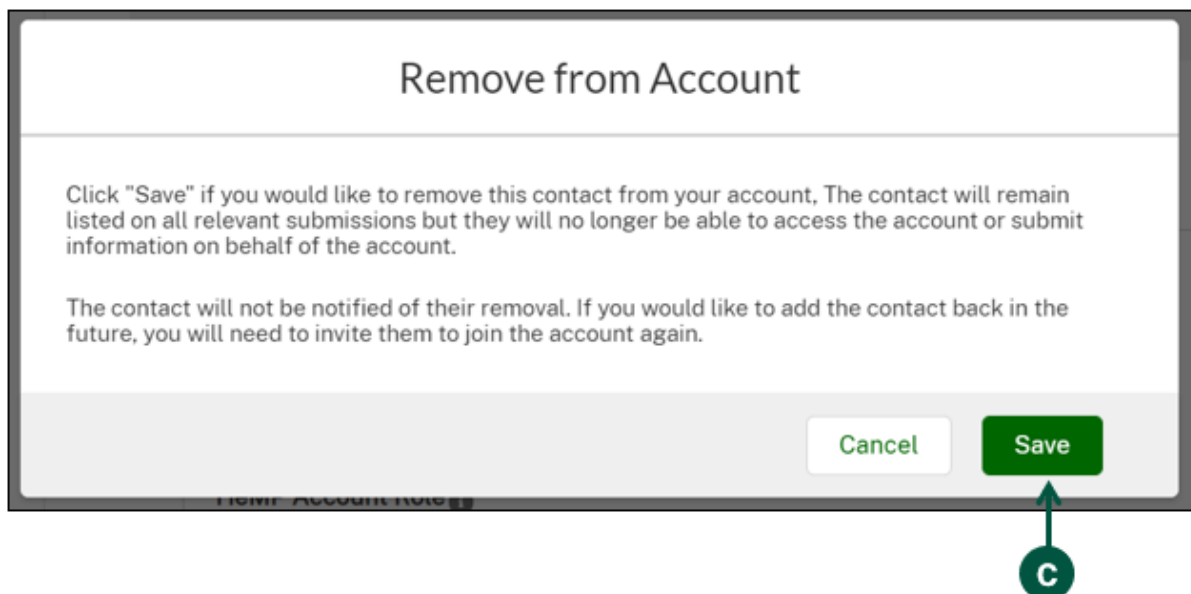 Remove from Account
Click "Save" if you would like to remove this contact from your account, The contact will remain
listed on all relevant submissions but they will no longer be able to access the account or submit
information on behalf of the account.
The contact will not be notified of their removal. If you would like to add the contact back in the
future, you will need to invite them to join the account again.
Cancel
Save
HeMP Account Role
C